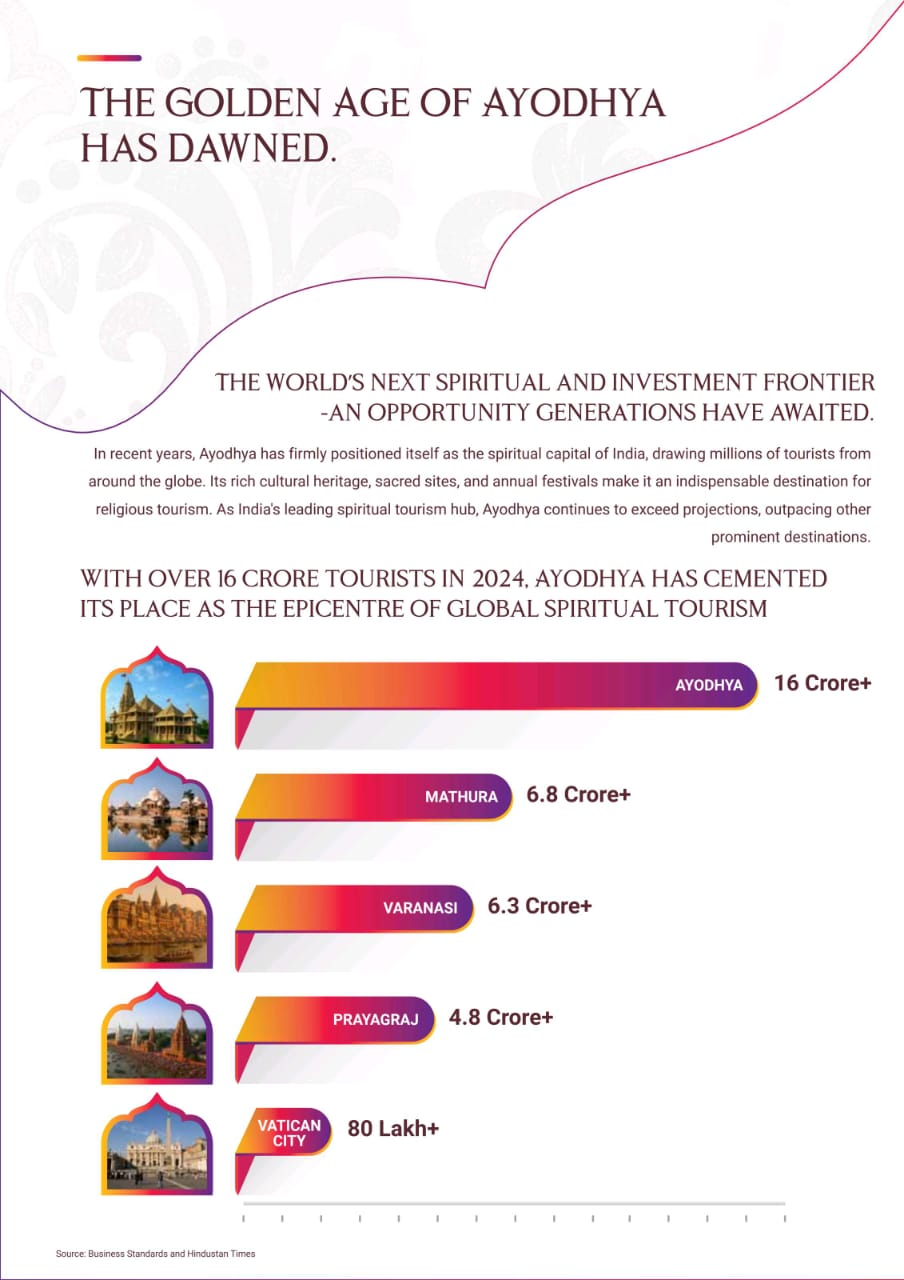 THE GOLDEN AGE OF AYODHYA
HAS DAWNED.
THE WORLD'S NEXT SPIRITUAL AND INVESTMENT FRONTIER
-AN OPPORTUNITY GENERATIONS HAVE AWAITED.
In recent years, Ayodhya has firmly positioned itself as the spiritual capital of India, drawing millions of tourists from
around the globe. Its rich cultural heritage, sacred sites, and annual festivals make it an indispensable destination for
religious tourism. As India's leading spiritual tourism hub, Ayodhya continues to exceed projections, outpacing other
prominent destinations.
WITH OVER 16 CRORE TOURISTS IN 2024, AYODHYA HAS CEMENTED
ITS PLACE AS THE EPICENTRE OF GLOBAL SPIRITUAL TOURISM
AYODHYA 16 Crore+
MATHURA 6.8 Crore+
VARANASI 6.3 Crore+
PRAYAGRAJ 4.8 Crore+
VATICAN
CITY
80 Lakh+
Source: Business Standards and Hindustan Times